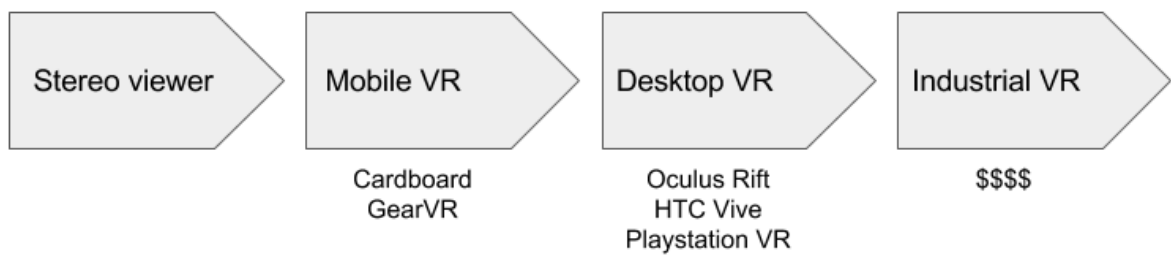 Stereo viewer
Mobile VR
Desktop VR
Industrial VR
Cardboard
GearVR
Oculus Rift
HTC Vive
Playstation VR
$$$$